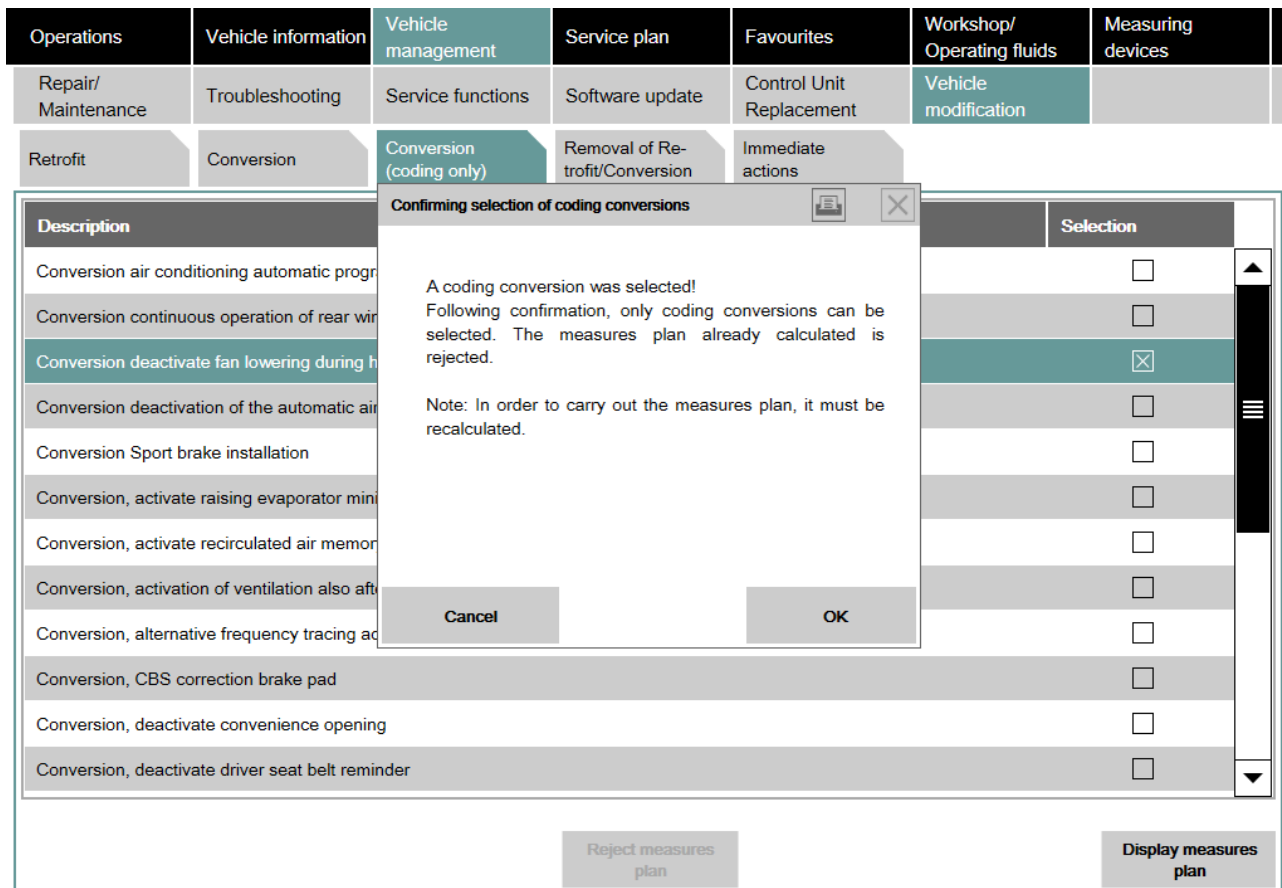 Operations
Vehicle information
Vehicle
management
Service plan
Favourites
Workshop/
Operating fluids
Measuring
devices
Repair/
Maintenance
Troubleshooting
Service functions
Software update
Control Unit
Replacement
Vehicle
modification
Retrofit
Conversion
Conversion
(coding only)
Removal of Re-
trofit/Conversion
Immediate
actions
Description
Selection
Conversion air conditioning automatic progr
Conversion continuous operation of rear wir
Conversion deactivate fan lowering during h
Conversion deactivation of the automatic air
Conversion Sport brake installation
Conversion, activate raising evaporator mini
Conversion, activate recirculated air memor
Conversion, activation of ventilation also aft
Conversion, alternative frequency tracing ac
Conversion, CBS correction brake pad
Conversion, deactivate convenience opening
Conversion, deactivate driver seat belt reminder
Confirming selection of coding conversions
A coding conversion was selected!
Following confirmation, only coding conversions can be
selected. The measures plan already calculated is
rejected.
Note: In order to carry out the measures plan, it must be
recalculated.
Cancel
OK
Reject measures
plan
Display measures
plan